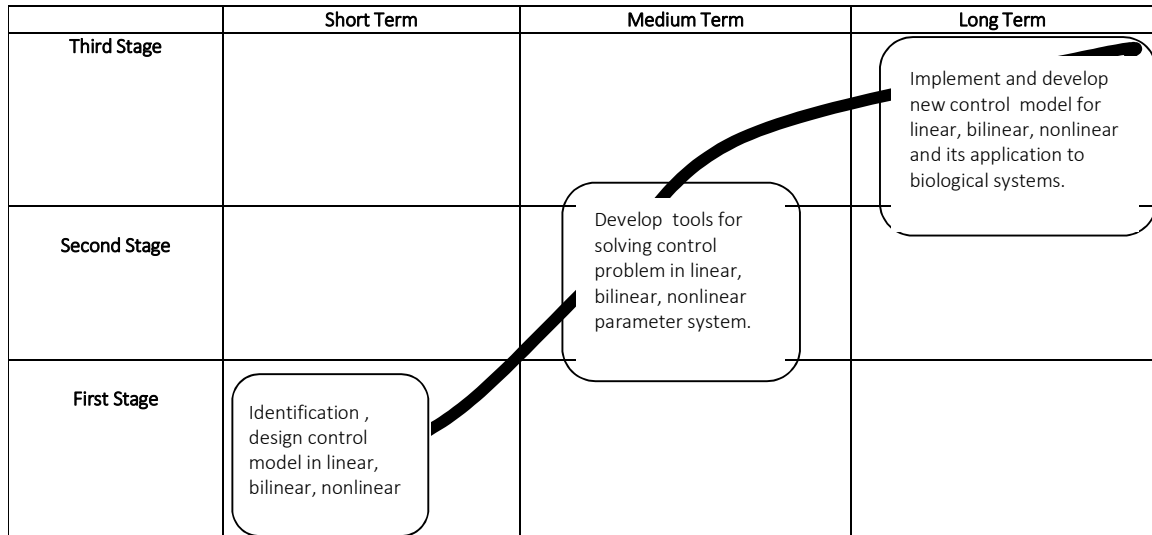 Short Term
Medium Term
Long Term
Third Stage
Implement and develop
new control model for
linear, bilinear, nonlinear
and its application to
biological systems.
Second Stage
Develop tools for
solving control
problem in linear,
bilinear, nonlinear
parameter system.
First Stage
Identification ,
design control
model in linear,
bilinear, nonlinear